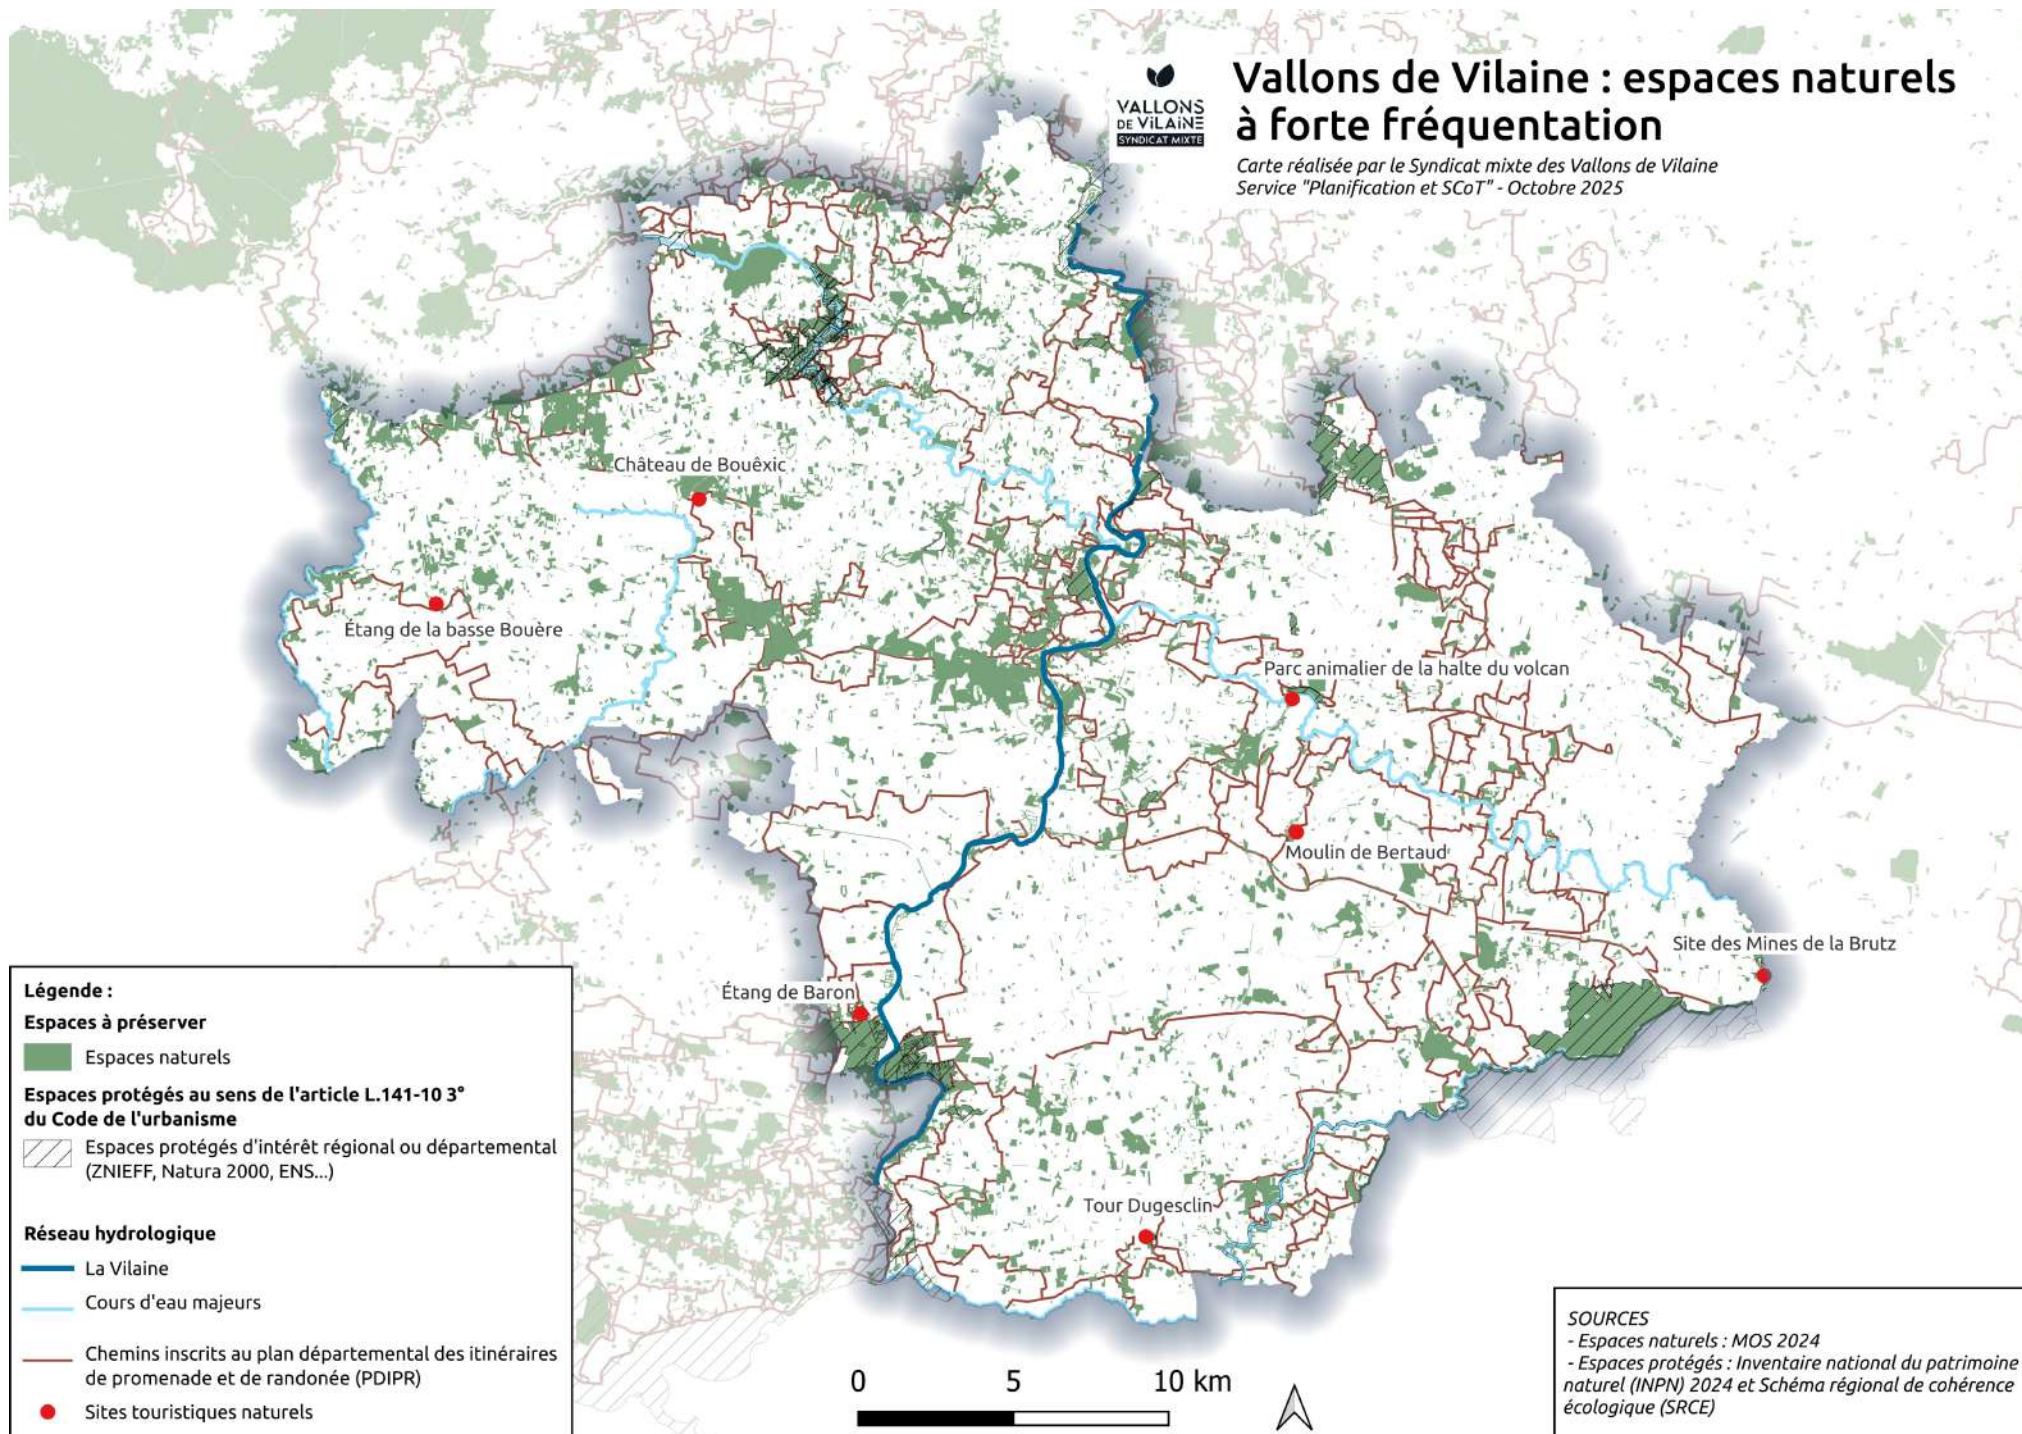 VALLONS
DE VILAINE
SYNDICAT MIXTE
Vallons de Vilaine : espaces naturels
à forte fréquentation
Carte réalisée par le Syndicat mixte des Vallons de Vilaine
Service "Planification et SCoT" - Octobre 2025
Château de Bouêxic
Étang de la basse Bouère
Parc animalier de la halte du volcan
Moulin de Bertaud
Site des Mines de la Brutz
Étang de Baron
Tour Dugesclin
Légende :
Espaces à préserver
Espaces naturels
Espaces protégés au sens de l'article L.141-10 3°
du Code de l'urbanisme
Espaces protégés d'intérêt régional ou départemental
(ZNIEFF, Natura 2000, ENS...)
Réseau hydrologique
La Vilaine
Cours d'eau majeurs
Chemins inscrits au plan départemental des itinéraires
de promenade et de randonée (PDIPR)
Sites touristiques naturels
0 5 10 km
SOURCES
- Espaces naturels : MOS 2024
- Espaces protégés : Inventaire national du patrimoine
naturel (INPN) 2024 et Schéma régional de cohérence
écologique (SRCE)